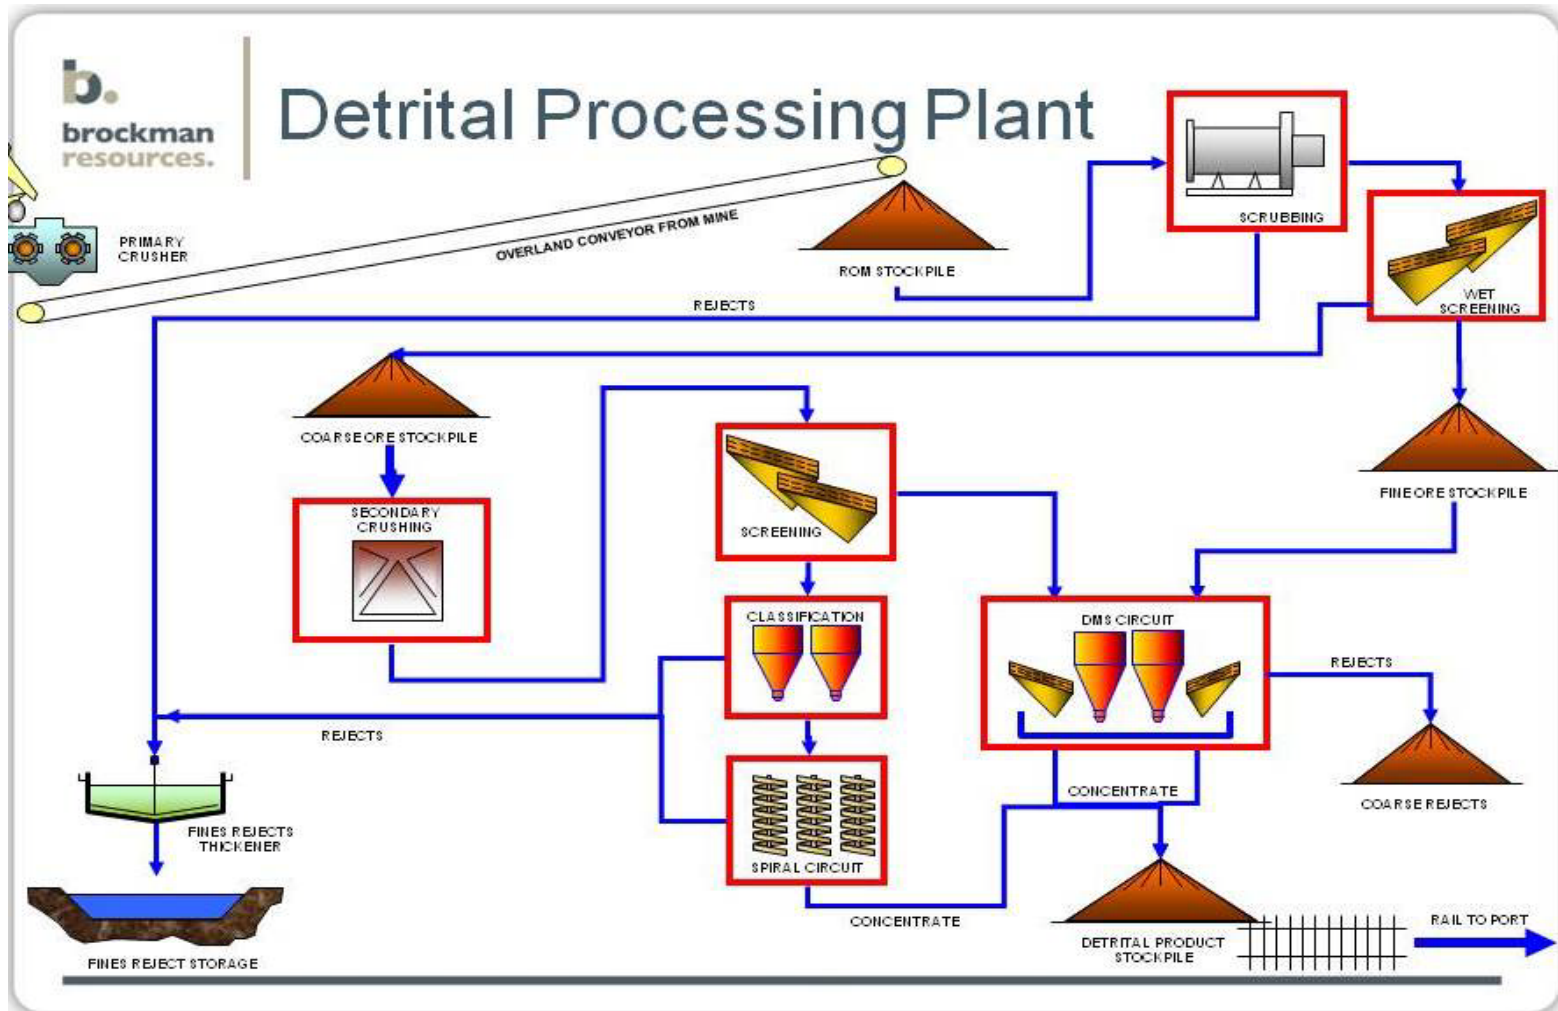 b.
brockman
resources.
Detrital Processing Plant
PRIMARY
CRUSHER
OVERLAND CONVEYOR FROM MINE
ROM STOCKPILE
SCRUBBING
WET
SCREENING
REJECTS
COARSE ORE STOCKPILE
FINE ORE STOCKPILE
SECONDARY
CRUSHING
SCREENING
CLASSIFICATION
DMS CIRCUIT
REJECTS
REJECTS
CONCENTRATE
COARSE REJECTS
FINES REJECTS
THICKENER
SPIRAL CIRCUIT
CONCENTRATE
DETRITAL PRODUCT
STOCKPILE
RAIL TO PORT
FINES REJECT STORAGE